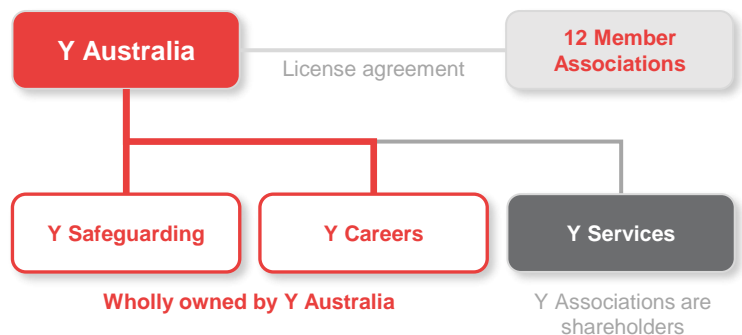 Y Australia
License agreement
12 Member
Associations
Y Safeguarding
Y Careers
Y Services
Wholly owned by Y Australia
Y Associations are
shareholders